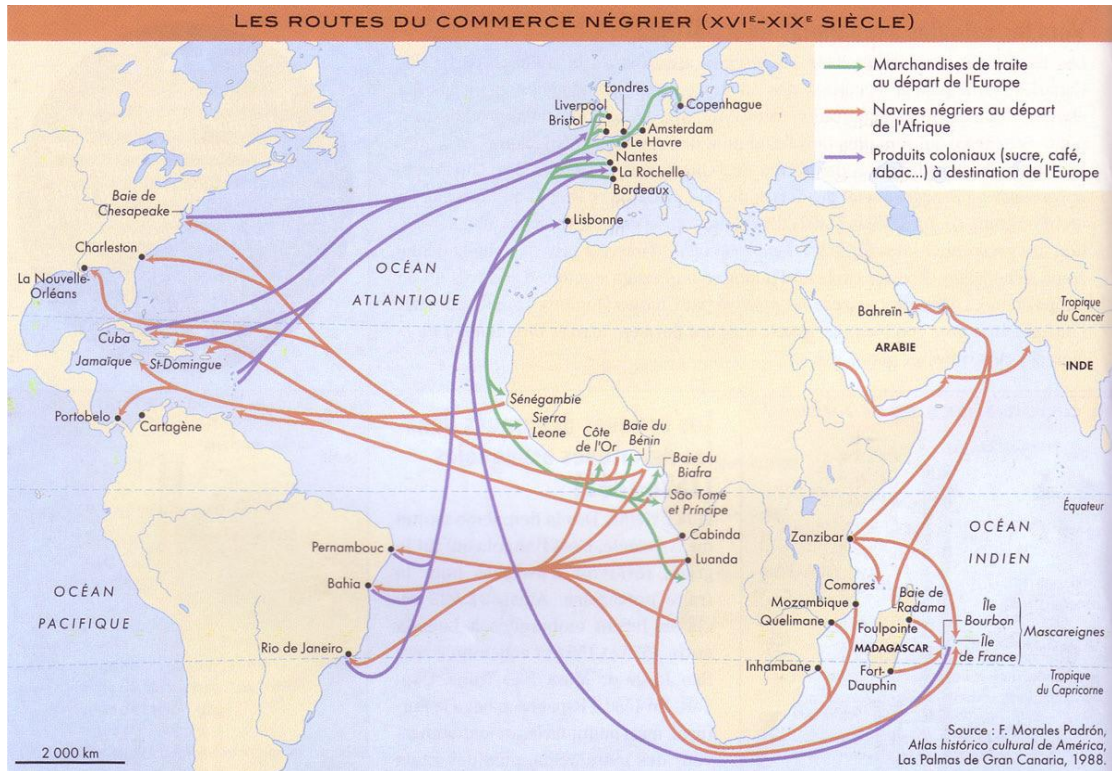 LES ROUTES DU COMMERCE NÉGRIER (XVIᵉ-XIXᵉ SIÈCLE)
Marchandises de traite
au départ de l'Europe
Navires négriers au départ
de l'Afrique
Produits coloniaux (sucre, café,
tabac...) à destination de l'Europe
Londres
Liverpool
Bristol
Copenhague
Amsterdam
Le Havre
Nantes
La Rochelle
Bordeaux
Lisbonne
Baie de
Chesapeake
Charleston
La Nouvelle-
Orléans
OCÉAN
ATLANTIQUE
Cuba
Jamaïque
St-Domingue
Portobelo
Cartagène
Bahreïn
ARABIE
Tropique
du Cancer
INDE
Sénégambie
Sierra
Leone
Côte
de l'Or
Baie du
Bénin
Baie du
Biafra
São Tomé
et Príncipe
Équateur
Cabinda
Luanda
Zanzibar
OCÉAN
INDIEN
Pernambouc
Bahia
Rio de Janeiro
OCÉAN
PACIFIQUE
Comores
Mozambique
Quelimane
Baie de
Radama
Foulpointe
MADAGASCAR
Île
Bourbon
Île
de France
Mascareignes
Inhambane
Fort-
Dauphin
Tropique
du Capricorne
2 000 km
Source : F. Morales Padrón,
Atlas histórico cultural de América,
Las Palmas de Gran Canaria, 1988.